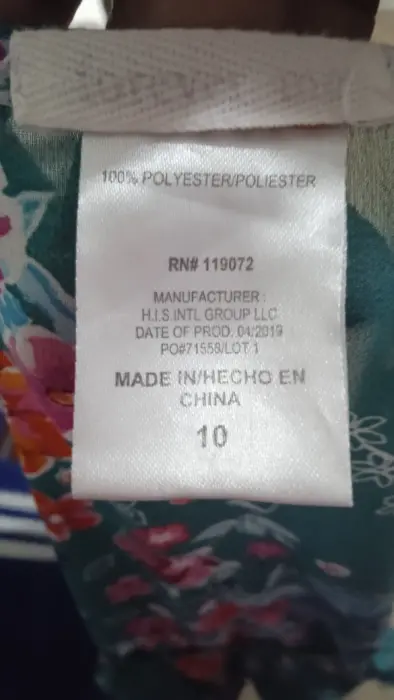 100% POLYESTER/POLIESTER
RN# 119072
MANUFACTURER :
H.I.S.INTL GROUP LLC
DATE OF PROD. 04/2019
PO#71558/LOT 1
MADE IN/HECHO EN
CHINA
10